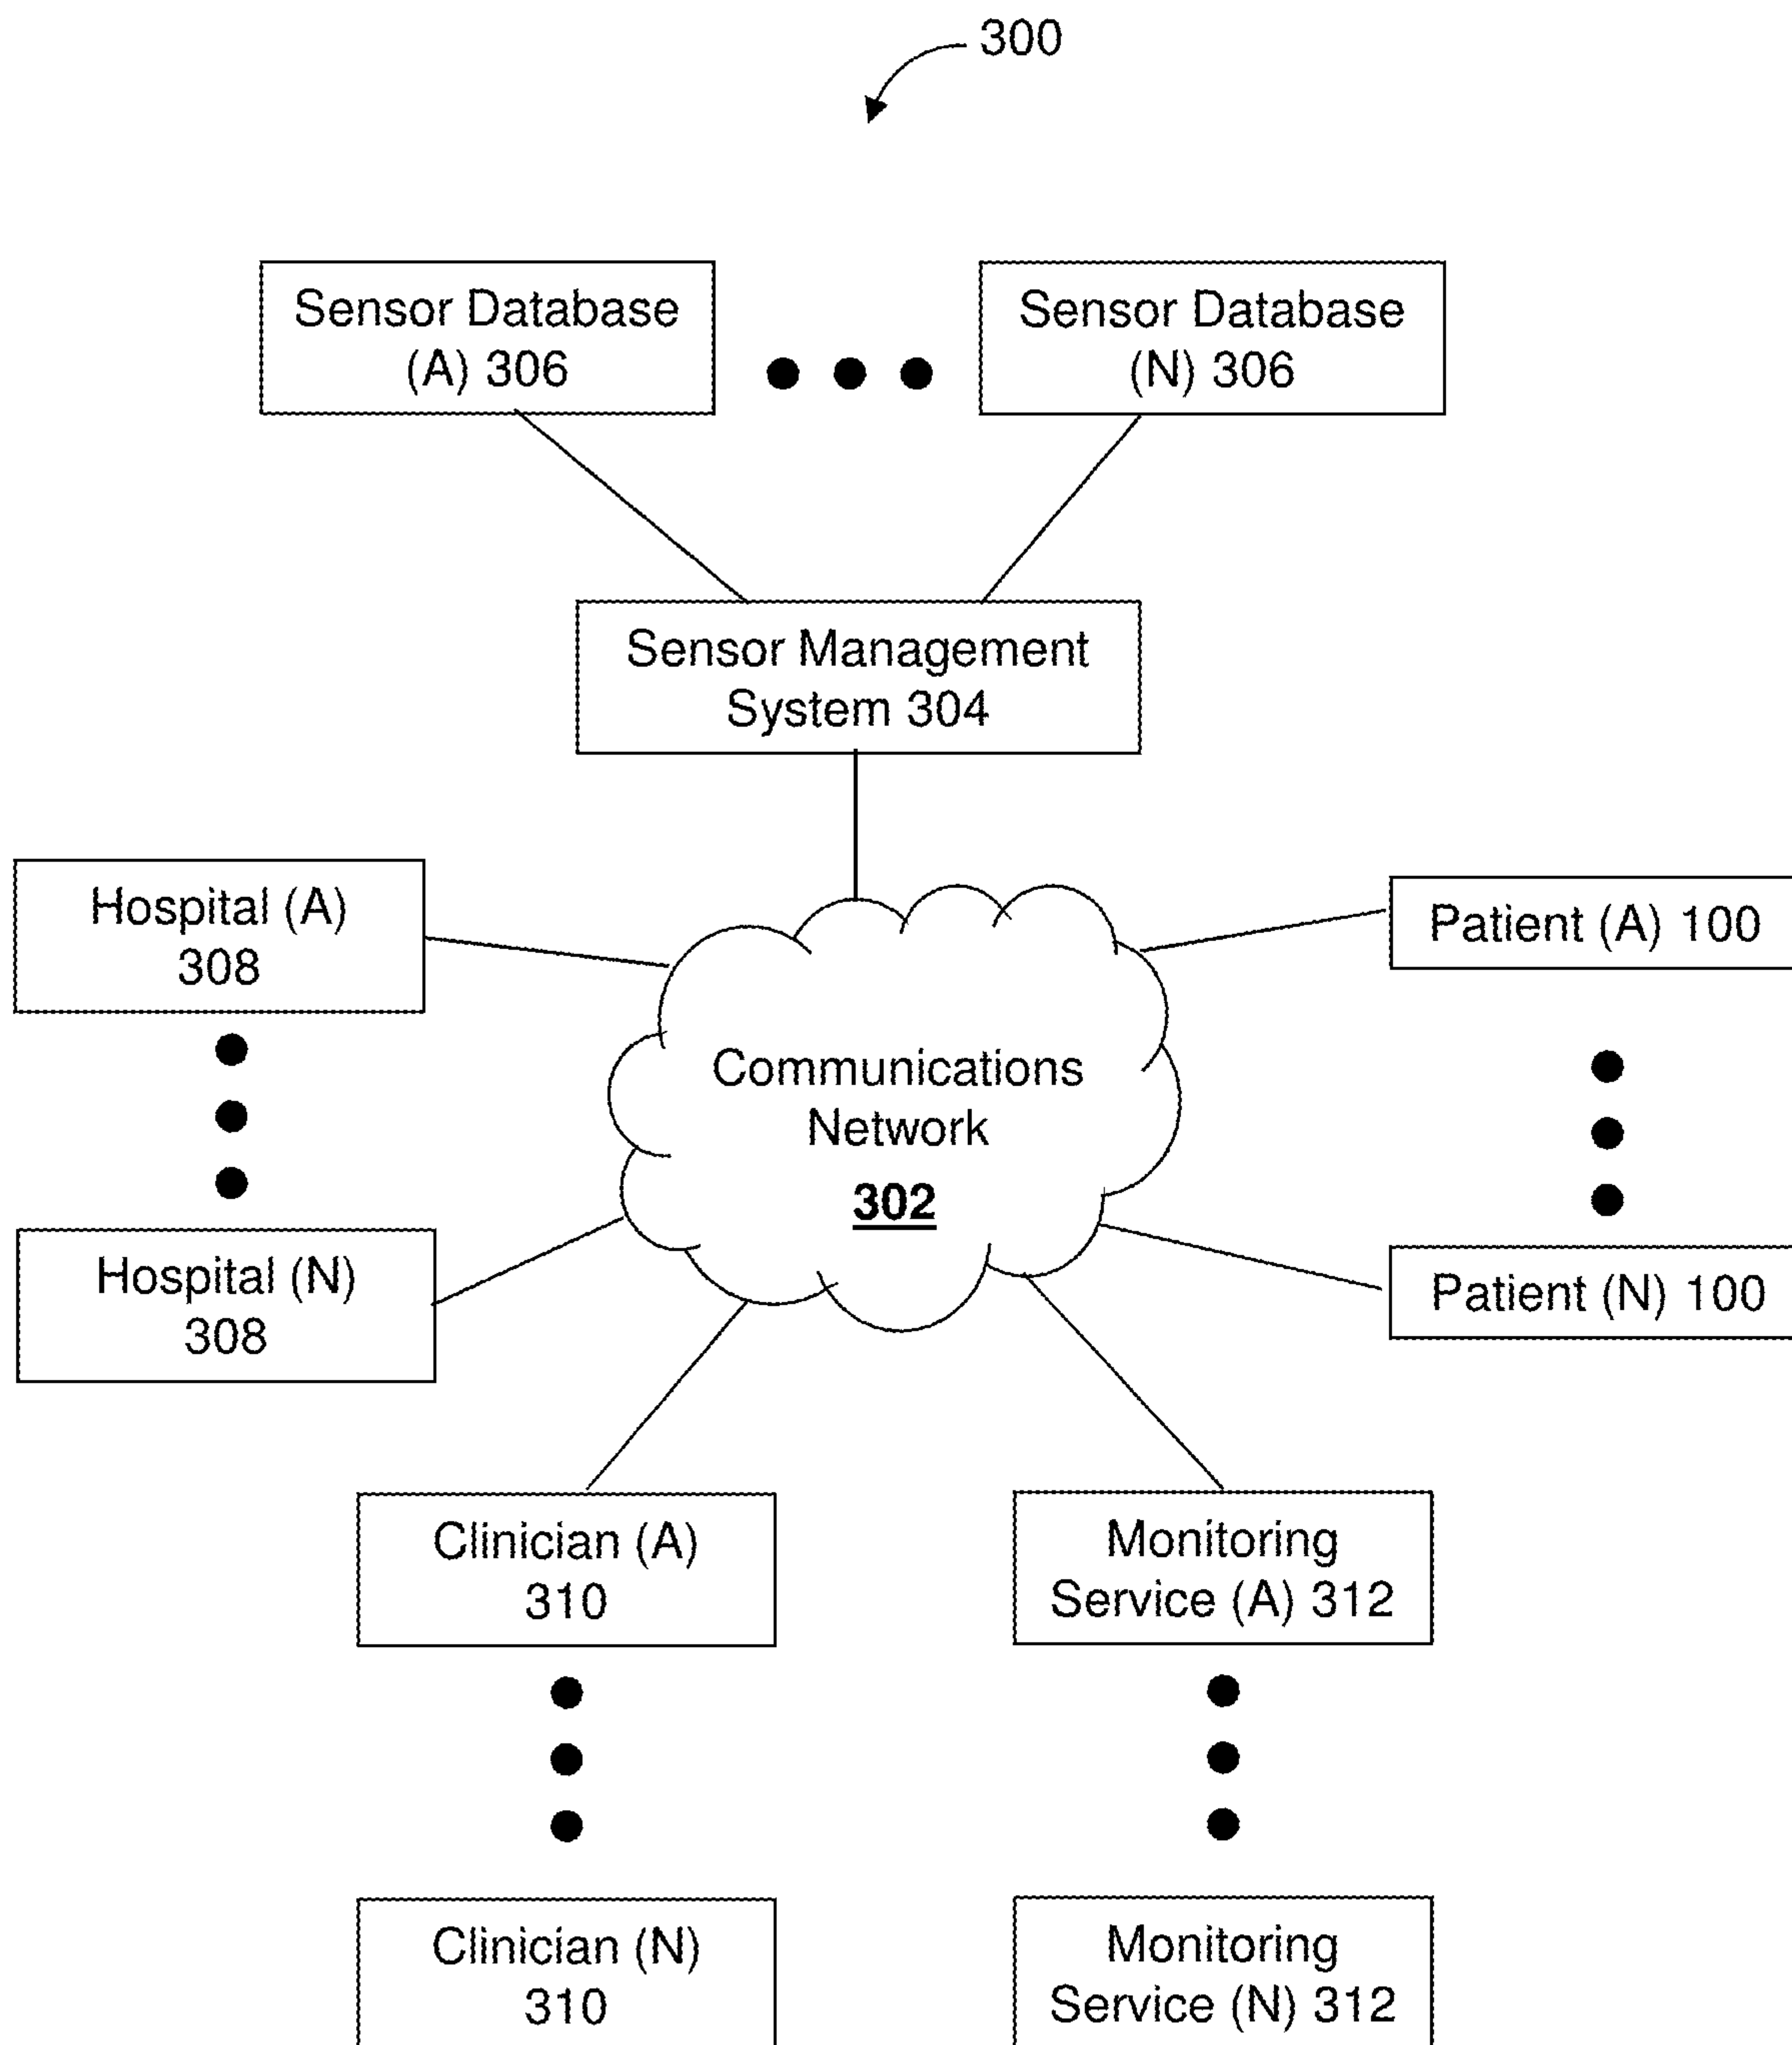 300
Sensor Database
(A) 306
Sensor Database
(N) 306
Sensor Management
System 304
Hospital (A)
308
Patient (A) 100
Communications
Network
302
Hospital (N)
308
Patient (N) 100
Clinician (A)
310
Monitoring
Service (A) 312
Clinician (N)
310
Monitoring
Service (N) 312